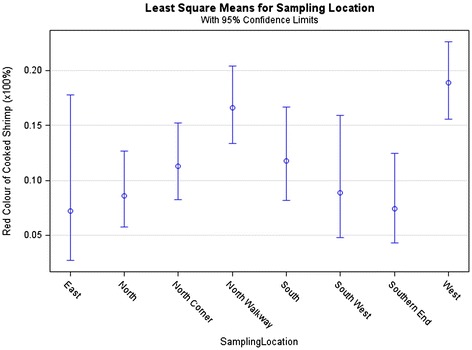 Least Square Means for Sampling Location
With 95% Confidence Limits
Red Colour of Cooked Shrimp (x100%)
0.20
0.15
0.10
0.05
East
North
North Corner
North Walkway
South
South West
Southern End
West
SamplingLocation